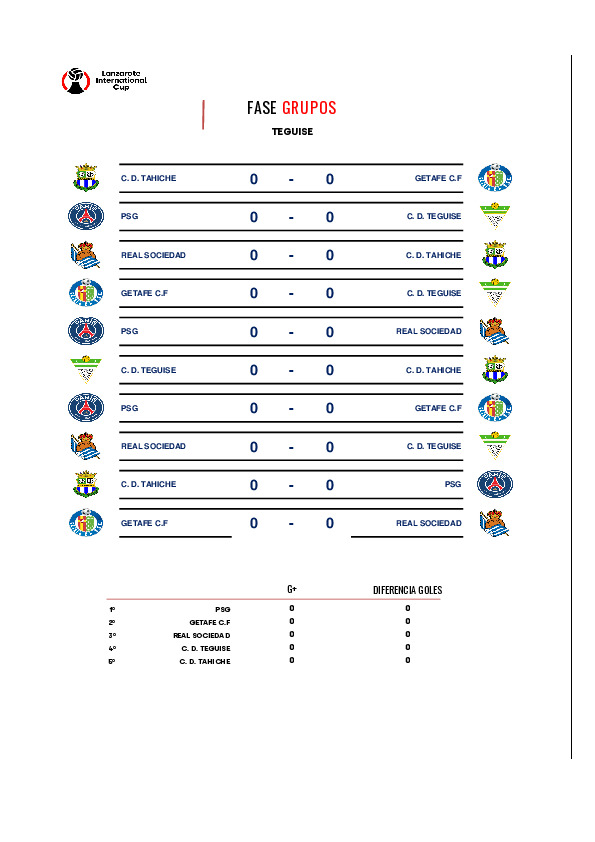 Lanzarote
International
Cup
FASE GRUPOS
TEGUISE
C. D. TAHICHE 0 - 0 GETAFE C.F
PSG 0 - 0 C. D. TEGUISE
REAL SOCIEDAD 0 - 0 C. D. TAHICHE
GETAFE C.F 0 - 0 C. D. TEGUISE
PSG 0 - 0 REAL SOCIEDAD
C. D. TEGUISE 0 - 0 C. D. TAHICHE
PSG 0 - 0 GETAFE C.F
REAL SOCIEDAD 0 - 0 C. D. TEGUISE
C. D. TAHICHE 0 - 0 PSG
GETAFE C.F 0 - 0 REAL SOCIEDAD
G+ DIFERENCIA GOLES
1º PSG 0 0
2º GETAFE C.F 0 0
3º REAL SOCIEDAD 0 0
4º C. D. TEGUISE 0 0
5º C. D. TAHICHE 0 0